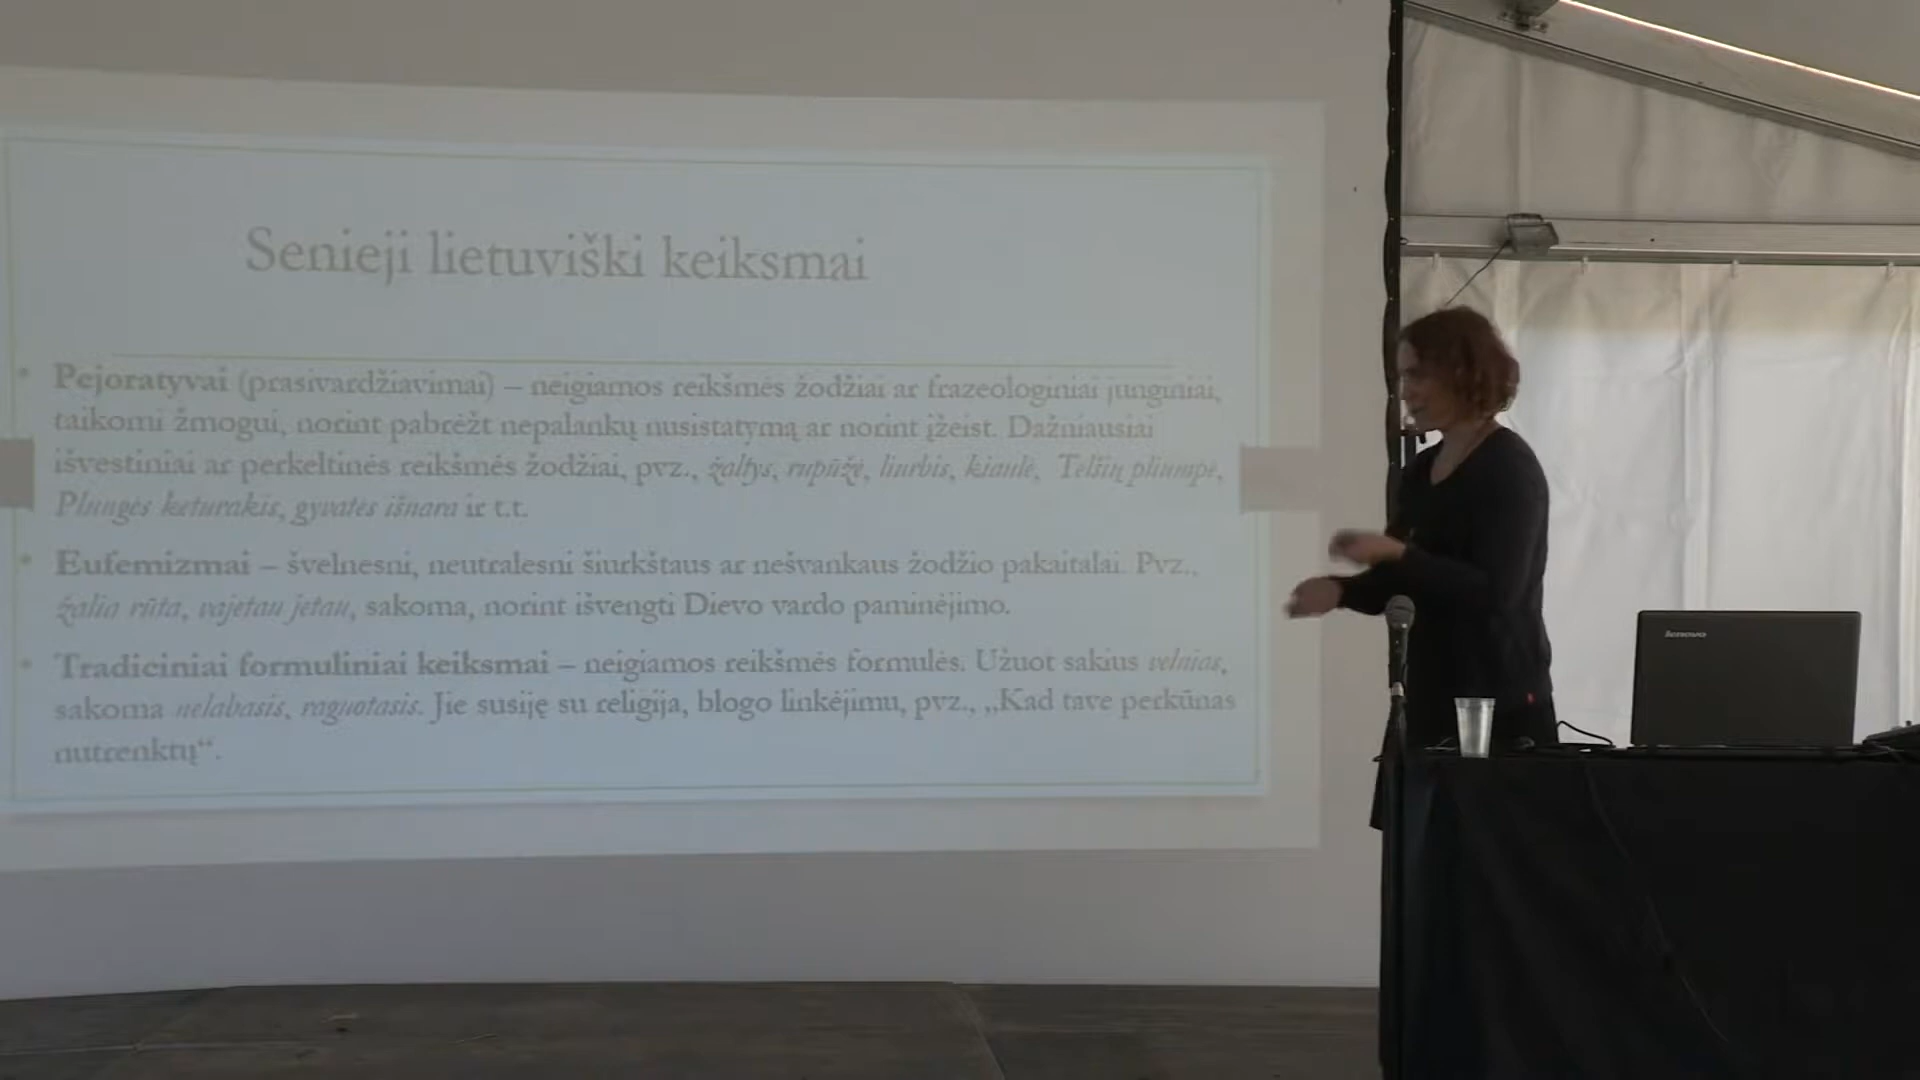 Senieji lietuviški keiksmai
• Pejoratyvai (prasivardžiavimai) – neigiamos reikšmės žodžiai ar frazeologiniai junginiai,
taikomi žmogui, norint pabrėžt nepalankų nusistatymą ar norint įžeist. Dažniausiai
išvestiniai ar perkeltinės reikšmės žodžiai, pvz., žaltys, rupūžė, liurbis, kiaulė, Telšių pliumpė,
Plungės keturakis, gyvatės išnara ir t.t.
• Eufemizmai – švelnesni, neutralesni šiurkštaus ar nešvankaus žodžio pakaitalai. Pvz.,
žalia rūta, vajetau jetau, sakoma, norint išvengti Dievo vardo paminėjimo.
• Tradiciniai formuliniai keiksmai – neigiamos reikšmės formulės. Užuot sakius velnias,
sakoma nelabasis, raguotasis. Jie susiję su religija, blogo linkėjimu, pvz., „Kad tave perkūnas
nutrenktų“.
lenovo